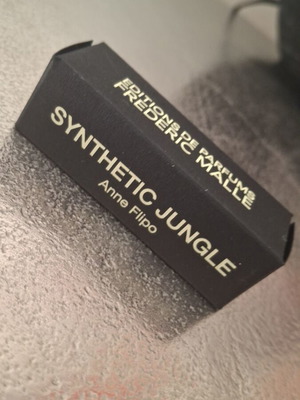 EDITIONS DE PARFUMS
FREDERIC MALLE
SYNTHETIC JUNGLE
Anne Flipo